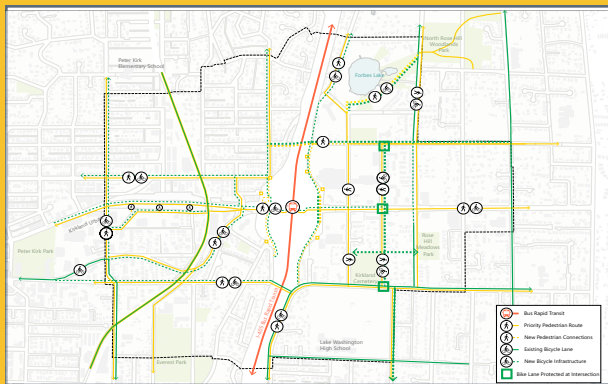 North Rose Hill
Woodlands
Park
Peter Kirk
Elementary School
Forbes Lake
Kirkland Urban
Peter Kirk Park
Rose
Hill
Meadows
Park
Kirkland
Cemetery
Lake Washington
High School
Everest Park
Bus Rapid Transit
Priority Pedestrian Route
New Pedestrian Connections
Existing Bicycle Lane
New Bicycle Infrastructure
Bike Lane Protected at Intersection